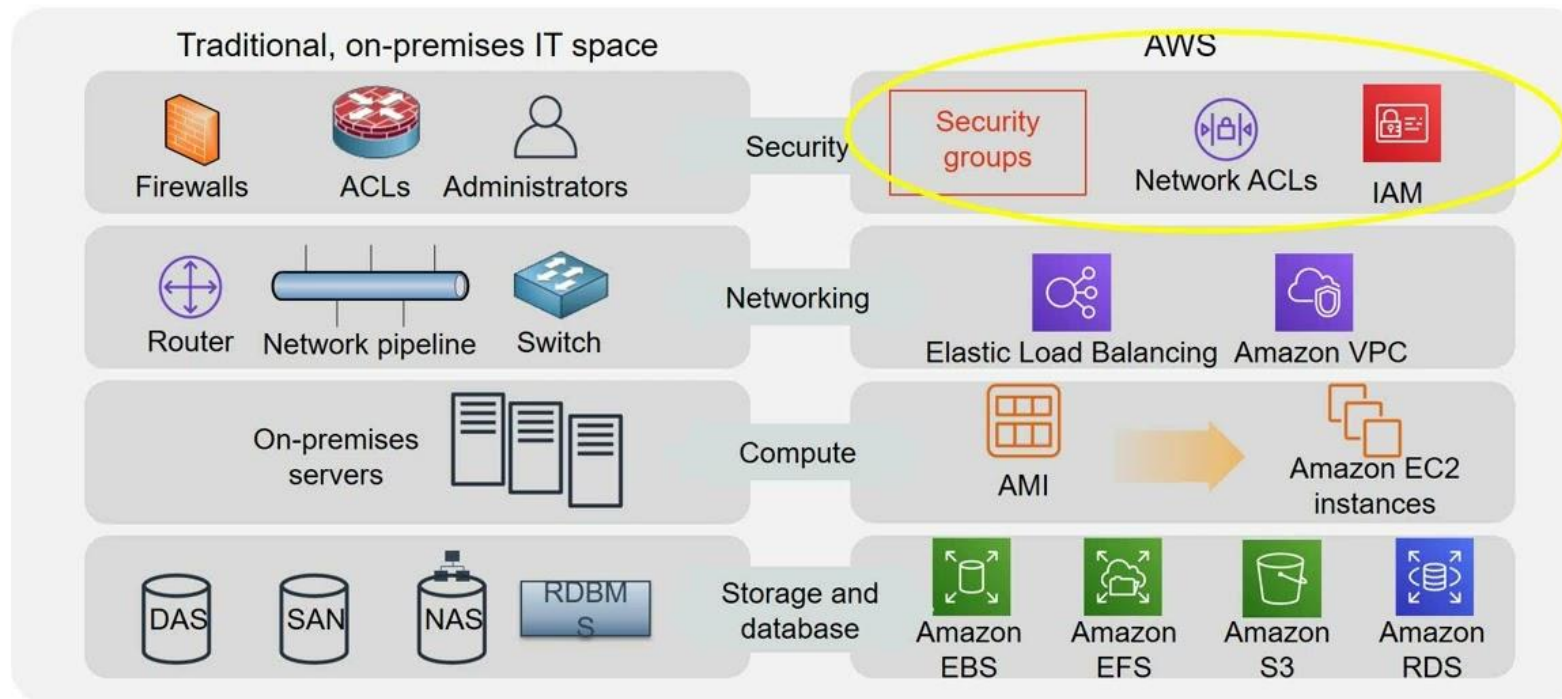 Traditional, on-premises IT space
AWS
Firewalls
ACLs
Administrators
Security
Security
groups
Network ACLs
IAM
Router
Network pipeline
Switch
Networking
Elastic Load Balancing
Amazon VPC
On-premises
servers
Compute
AMI
Amazon EC2
instances
DAS
SAN
NAS
RDBM
S
Storage and
database
Amazon
EBS
Amazon
EFS
Amazon
S3
Amazon
RDS